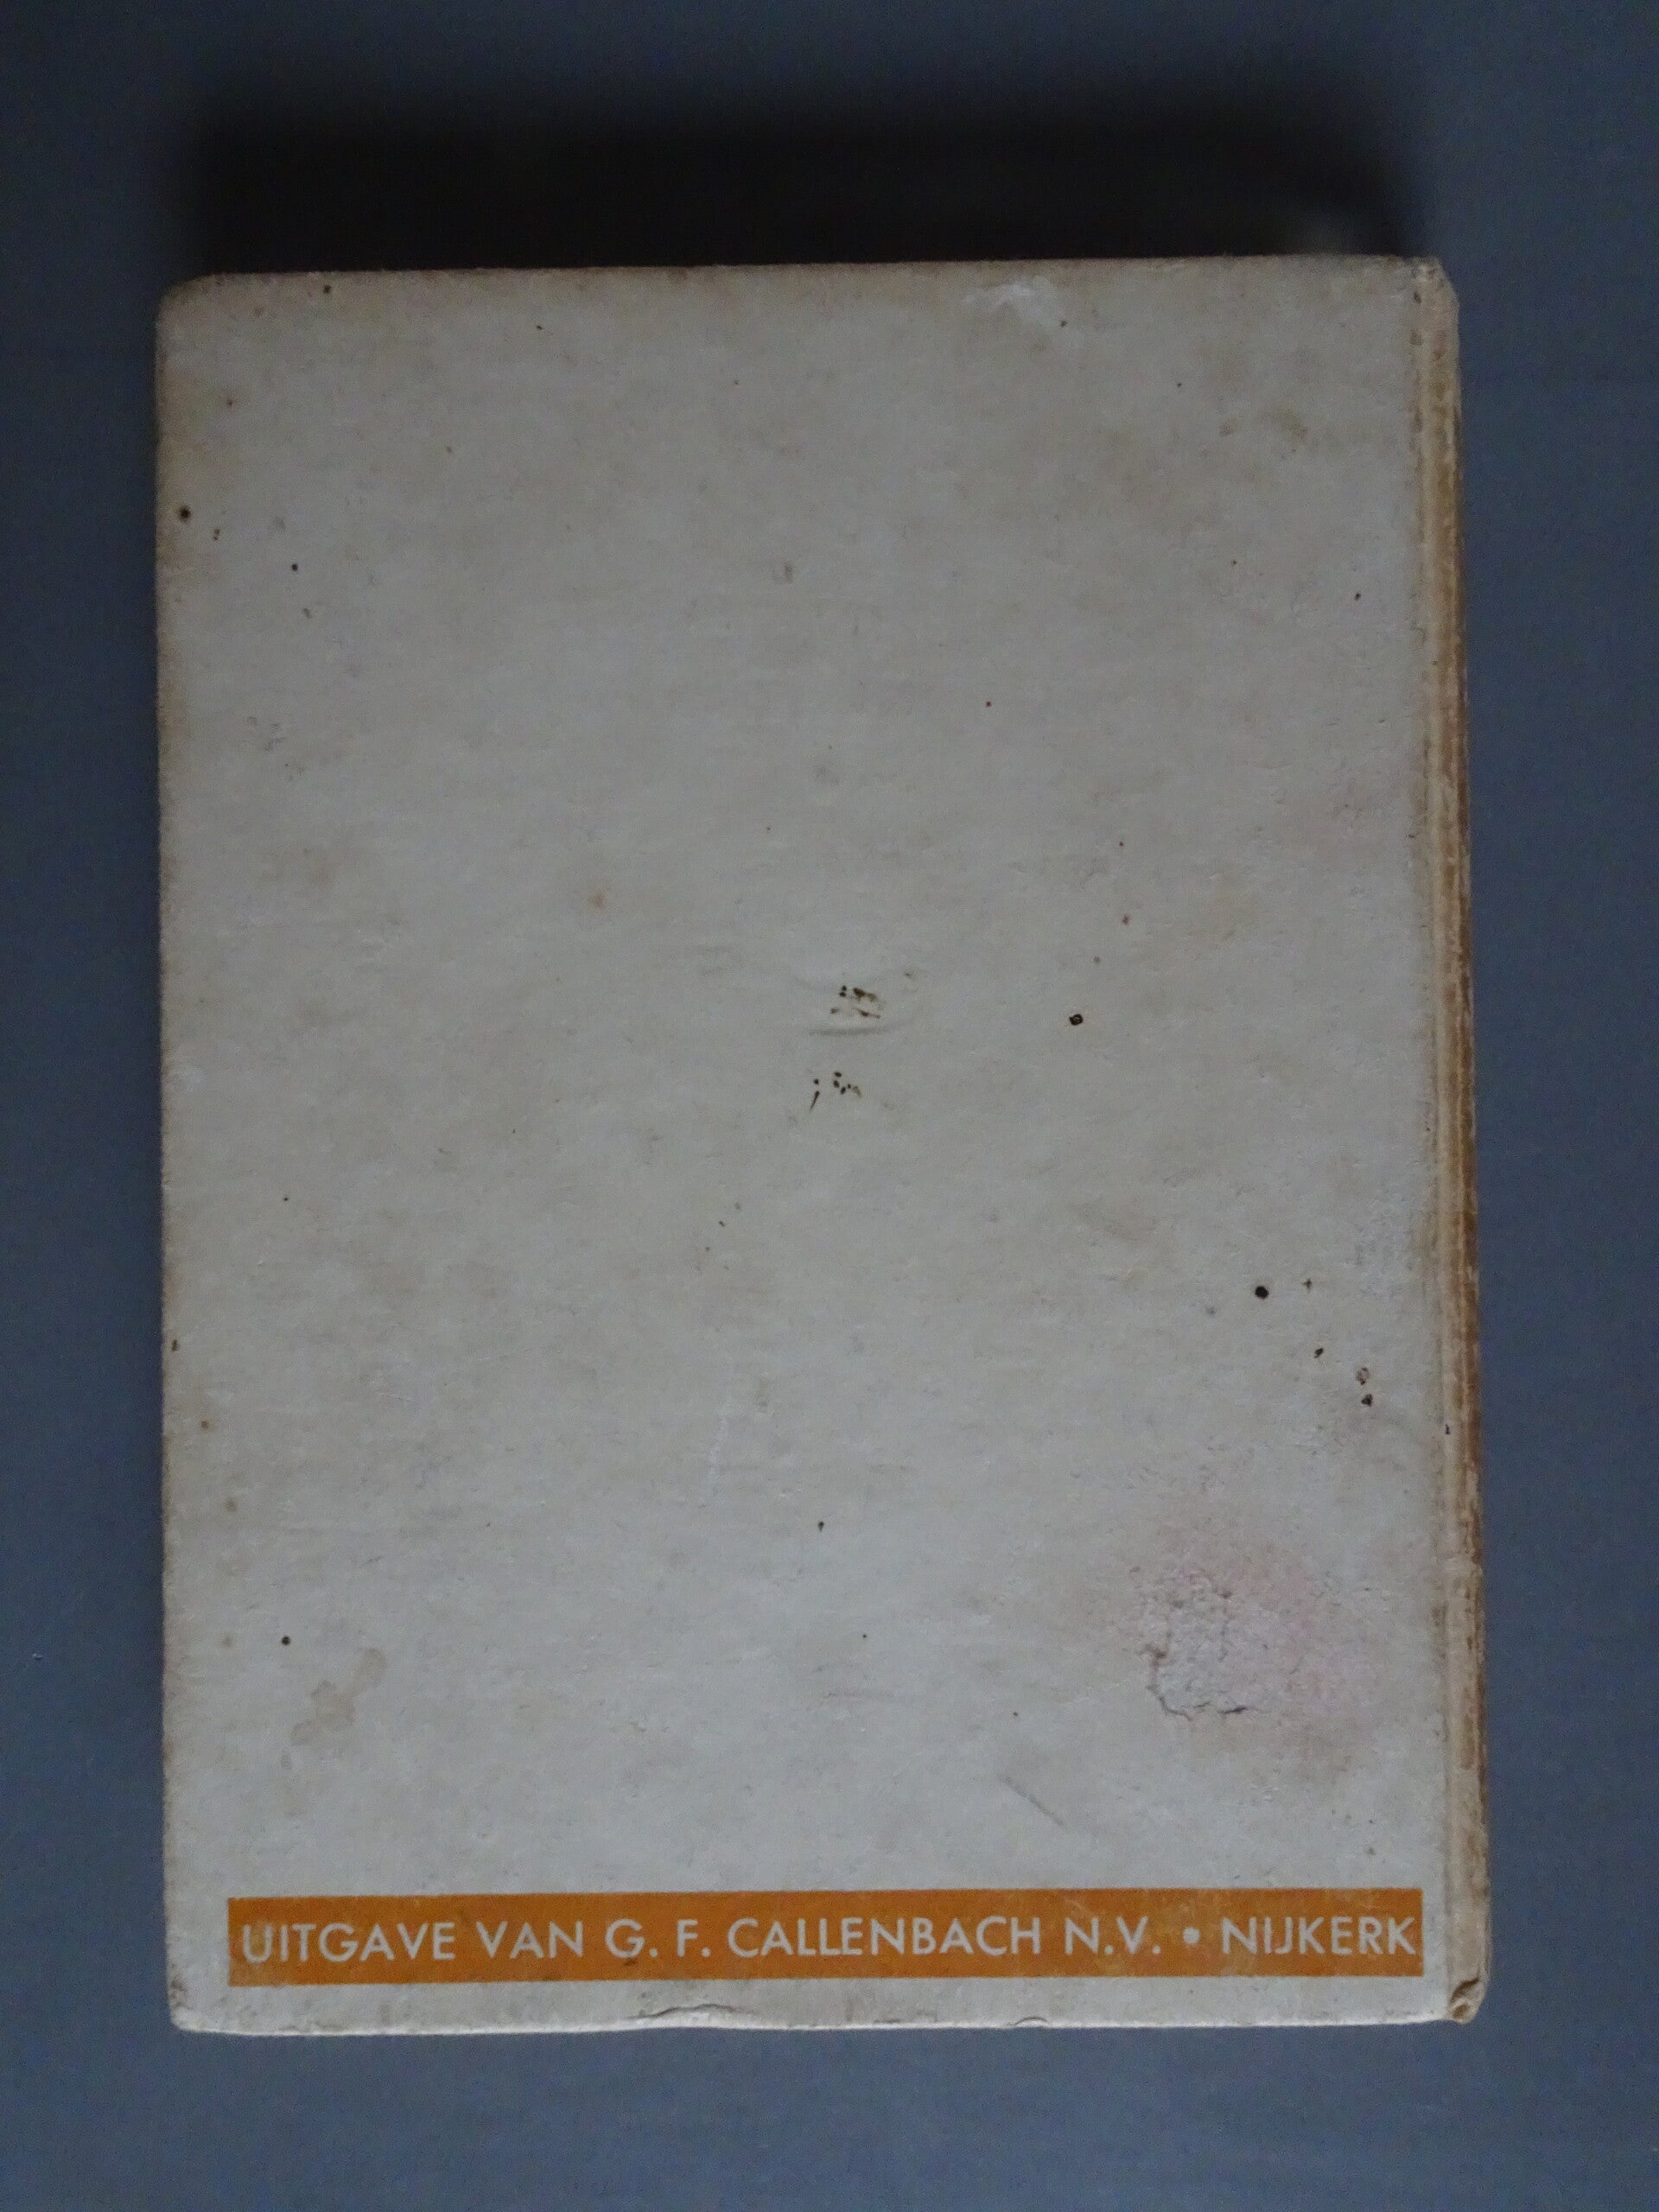 UITGAVE VAN G. F. CALLENBACH N.V. • NIJKERK